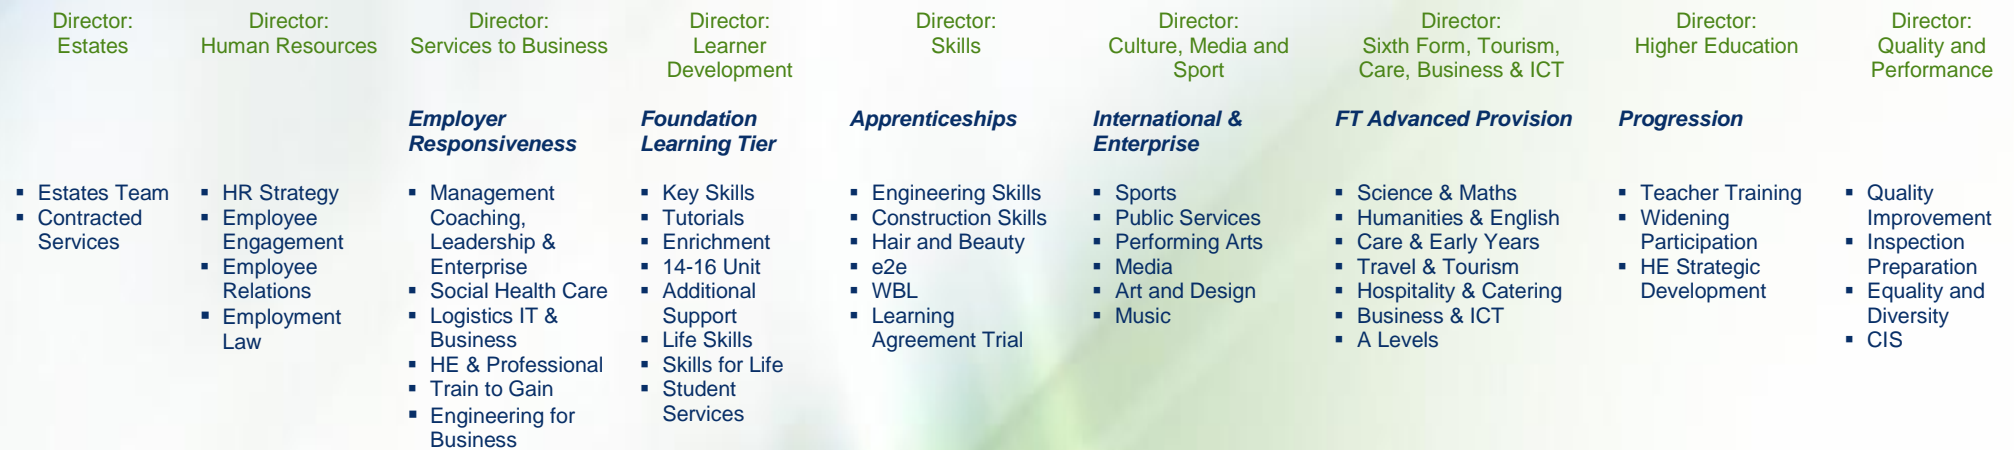 Director:
Estates
Director:
Human Resources
Director:
Services to Business
Director:
Learner
Development
Director:
Skills
Director:
Culture, Media and
Sport
Director:
Sixth Form, Tourism,
Care, Business & ICT
Director:
Higher Education
Director:
Quality and
Performance
Employer
Responsiveness
Foundation
Learning Tier
Apprenticeships
International &
Enterprise
FT Advanced Provision
Progression
▪ Estates Team
▪ Contracted
Services
▪ HR Strategy
▪ Employee
Engagement
▪ Employee
Relations
▪ Employment
Law
▪ Management
Coaching,
Leadership &
Enterprise
▪ Social Health Care
▪ Logistics IT &
Business
▪ HE & Professional
▪ Train to Gain
▪ Engineering for
Business
▪ Key Skills
▪ Tutorials
▪ Enrichment
▪ 14-16 Unit
▪ Additional
Support
▪ Life Skills
▪ Skills for Life
▪ Student
Services
▪ Engineering Skills
▪ Construction Skills
▪ Hair and Beauty
▪ e2e
▪ WBL
▪ Learning
Agreement Trial
▪ Sports
▪ Public Services
▪ Performing Arts
▪ Media
▪ Art and Design
▪ Music
▪ Science & Maths
▪ Humanities & English
▪ Care & Early Years
▪ Travel & Tourism
▪ Hospitality & Catering
▪ Business & ICT
▪ A Levels
▪ Teacher Training
▪ Widening
Participation
▪ HE Strategic
Development
▪ Quality
Improvement
▪ Inspection
Preparation
▪ Equality and
Diversity
▪ CIS